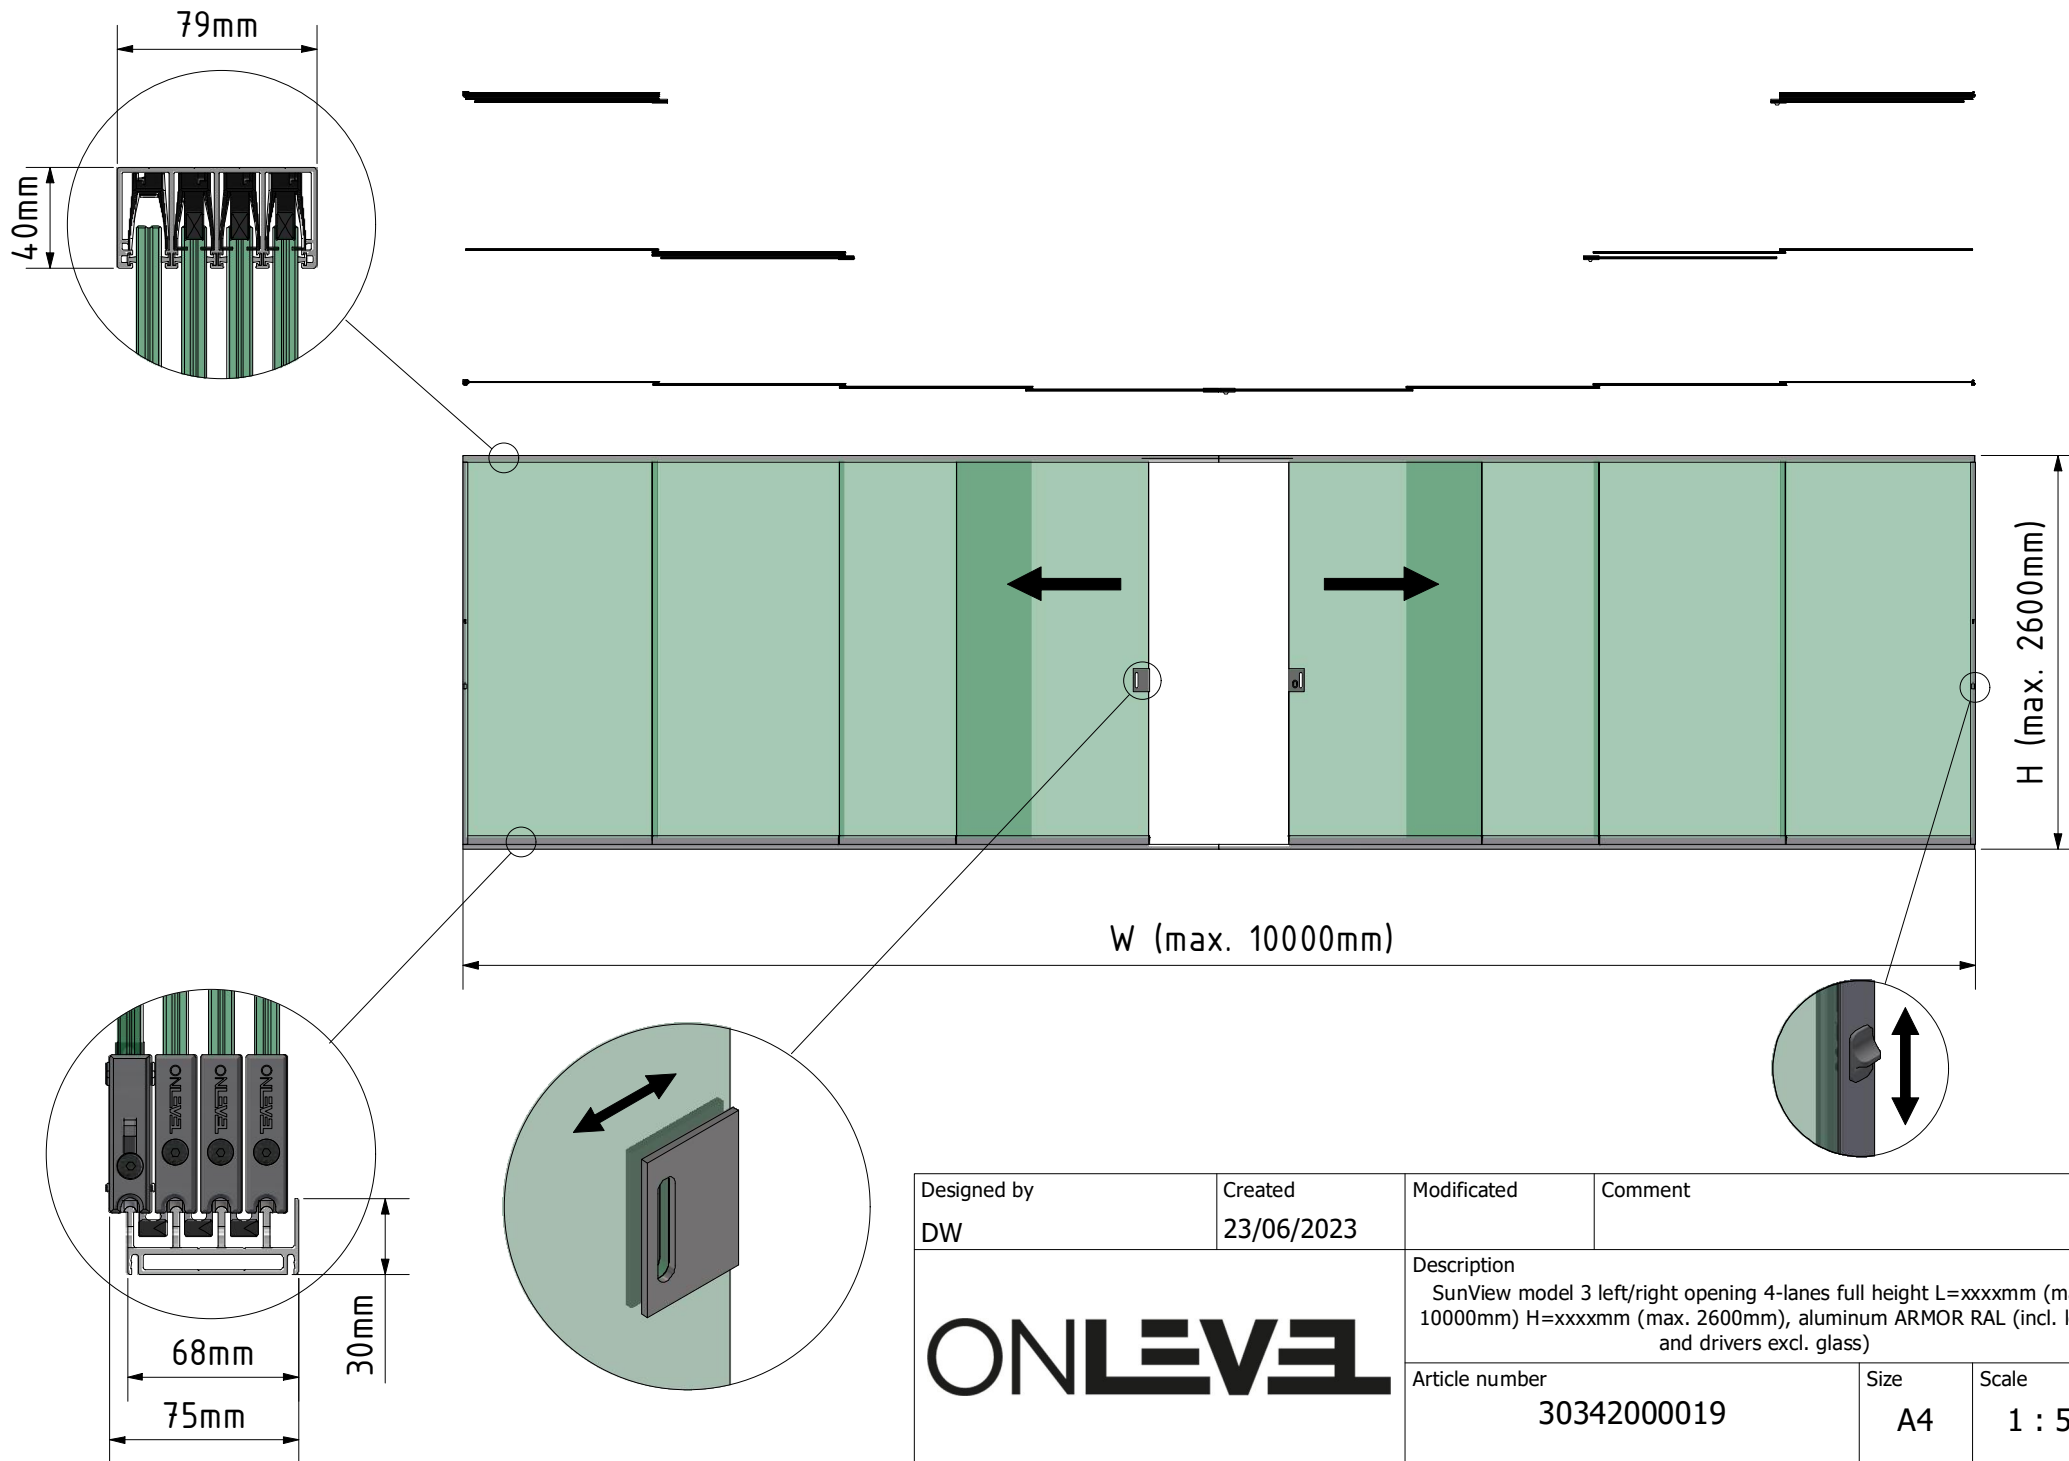 79mm
40mm
H (max. 2600mm)
W (max. 10000mm)
ONLEVEL
ONLEVEL
ONLEVEL
30mm
68mm
75mm
Designed by
DW
Created
23/06/2023
Modificated
Comment
ONLEVEL
Description
SunView model 3 left/right opening 4-lanes full height L=xxxxmm (m
10000mm) H=xxxxmm (max. 2600mm), aluminum ARMOR RAL (incl. l
and drivers excl. glass)
Article number
30342000019
Size
A4
Scale
1 : 5